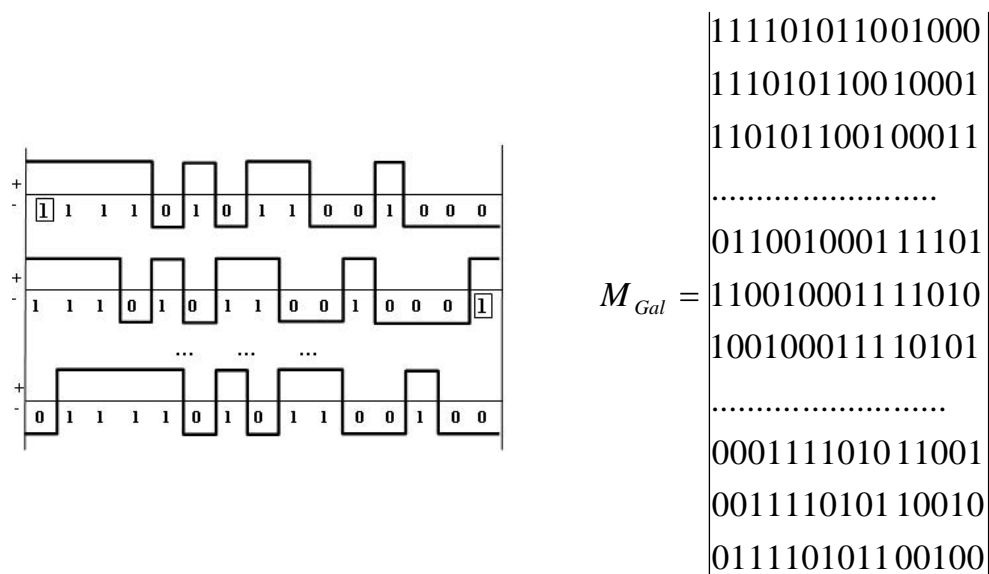 +
- 1 1 1 1 0 1 0 1 1 0 0 1 0 0 0
+
- 1 1 1 0 1 0 1 1 0 0 1 0 0 0 1
... ... ...
+
- 0 1 1 1 1 0 1 0 1 1 0 0 1 0 0
111101011001000
111010110010001
110101100100011
..........................
011001000111101
M Gal = 110010001111010
100100011110101
...........................
000111101011001
001111010110010
011110101100100